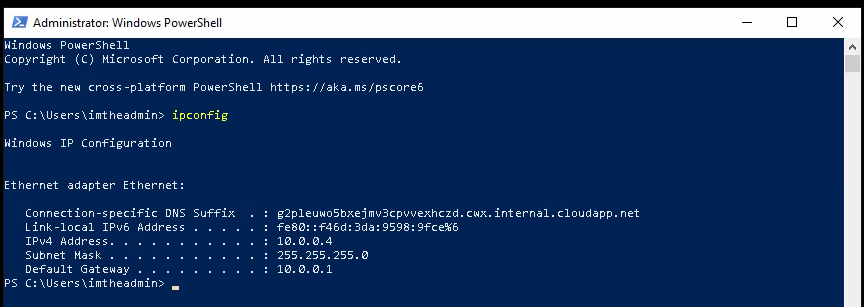 Administrator: Windows PowerShell
Windows PowerShell
Copyright (C) Microsoft Corporation. All rights reserved.
Try the new cross-platform PowerShell https://aka.ms/pscore6
PS C:\Users\imtheadmin> ipconfig
Windows IP Configuration
Ethernet adapter Ethernet:
   Connection-specific DNS Suffix  . : g2pleuwo5bxejmv3cpvvexhczd.cwx.internal.cloudapp.net
   Link-local IPv6 Address . . . . . : fe80::f46d:3da:9598:9fce%6
   IPv4 Address. . . . . . . . . . . : 10.0.0.4
   Subnet Mask . . . . . . . . . . . : 255.255.255.0
   Default Gateway . . . . . . . . . : 10.0.0.1
PS C:\Users\imtheadmin>